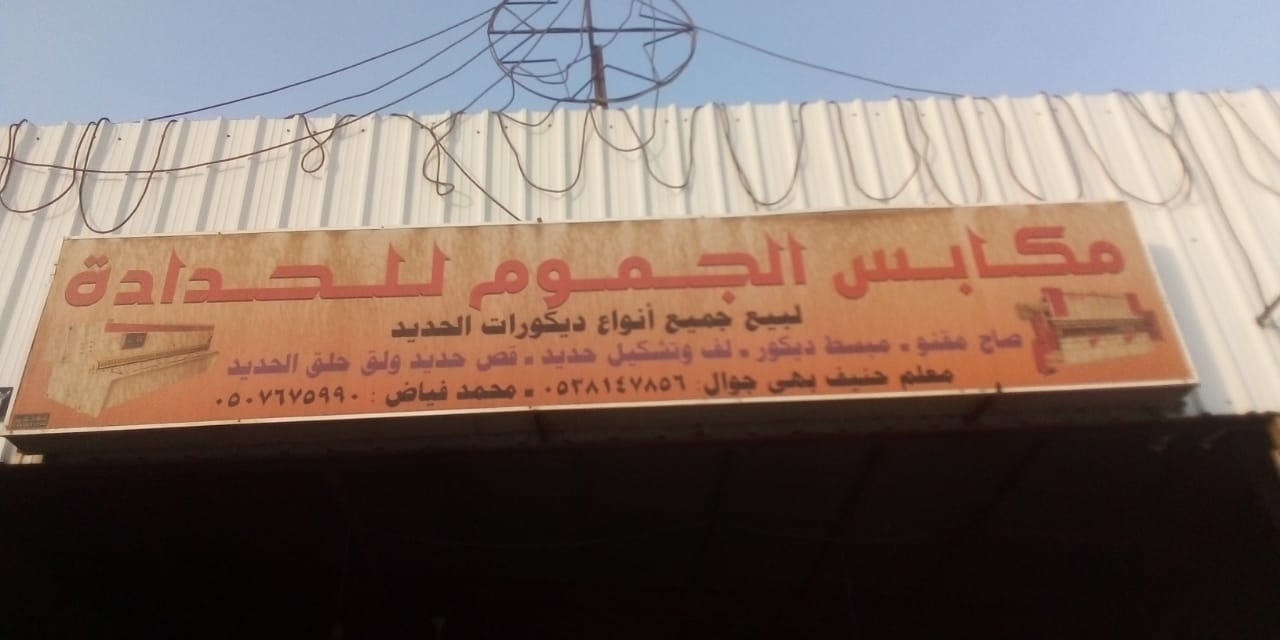 مكابس الجموم للحدادة
لبيع جميع أنواع ديكورات الحديد
صاج مقنو - مبسط ديكور - لف وتشكيل حديد - قص حديد ولق حلق الحديد
معلم حنيف بهى جوال: ٠٥٣٨١٤٧٨٥٦ - محمد فياض : ٠٥٠٧٦٧٥٩٩٠